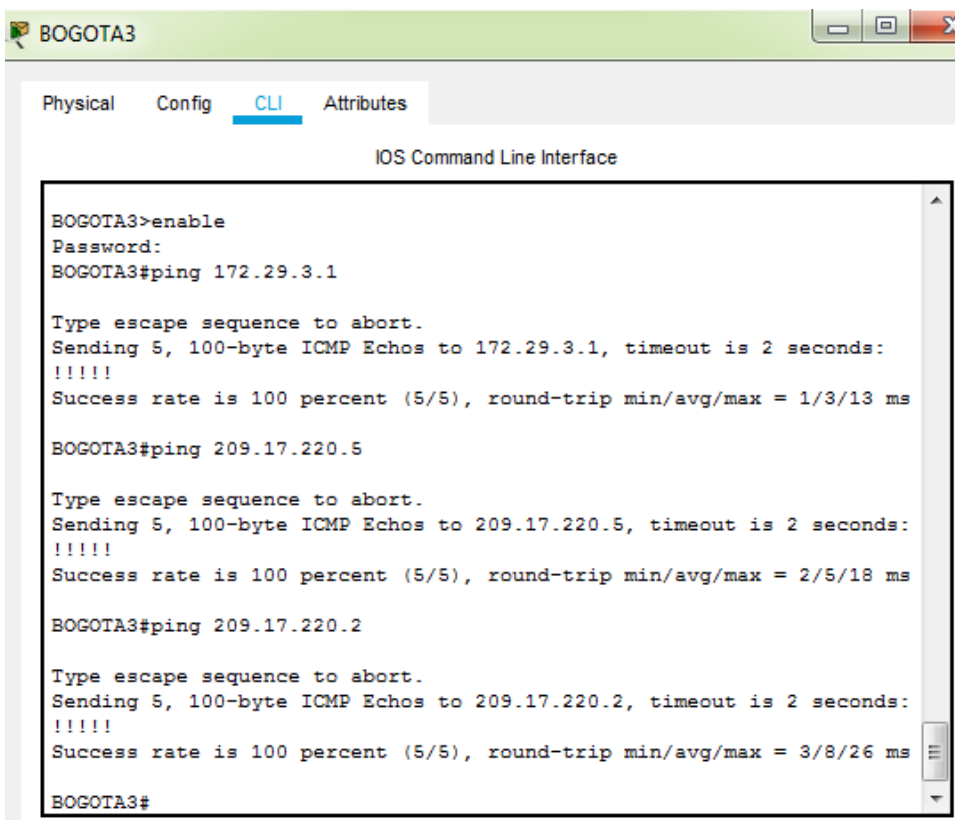 BOGOTA3
Physical Config CLI Attributes
IOS Command Line Interface
BOGOTA3>enable
Password:
BOGOTA3#ping 172.29.3.1
Type escape sequence to abort.
Sending 5, 100-byte ICMP Echos to 172.29.3.1, timeout is 2 seconds:
!!!!!
Success rate is 100 percent (5/5), round-trip min/avg/max = 1/3/13 ms
BOGOTA3#ping 209.17.220.5
Type escape sequence to abort.
Sending 5, 100-byte ICMP Echos to 209.17.220.5, timeout is 2 seconds:
!!!!!
Success rate is 100 percent (5/5), round-trip min/avg/max = 2/5/18 ms
BOGOTA3#ping 209.17.220.2
Type escape sequence to abort.
Sending 5, 100-byte ICMP Echos to 209.17.220.2, timeout is 2 seconds:
!!!!!
Success rate is 100 percent (5/5), round-trip min/avg/max = 3/8/26 ms
BOGOTA3#